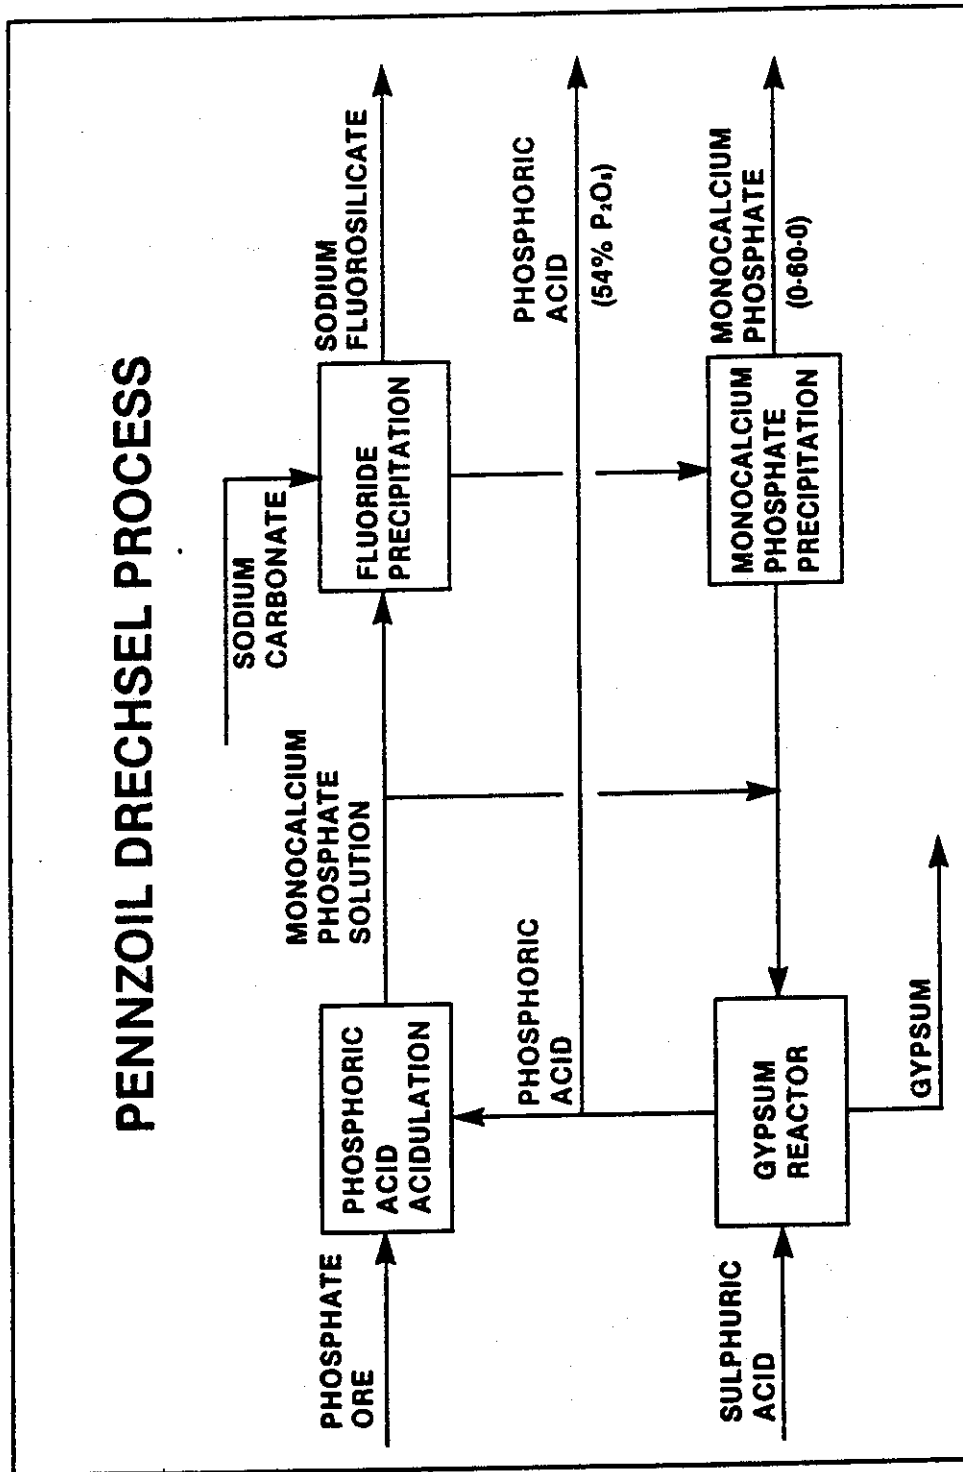 PENNZOIL DRECHSEL PROCESS
SODIUM
CARBONATE
PHOSPHATE
ORE
PHOSPHORIC
ACID
ACIDULATION
MONOCALCIUM
PHOSPHATE
SOLUTION
FLUORIDE
PRECIPITATION
SODIUM
FLUOROSILICATE
PHOSPHORIC
ACID
PHOSPHORIC
ACID
(54% P₂O₅)
SULPHURIC
ACID
GYPSUM
REACTOR
MONOCALCIUM
PHOSPHATE
PRECIPITATION
MONOCALCIUM
PHOSPHATE
(0-60-0)
GYPSUM